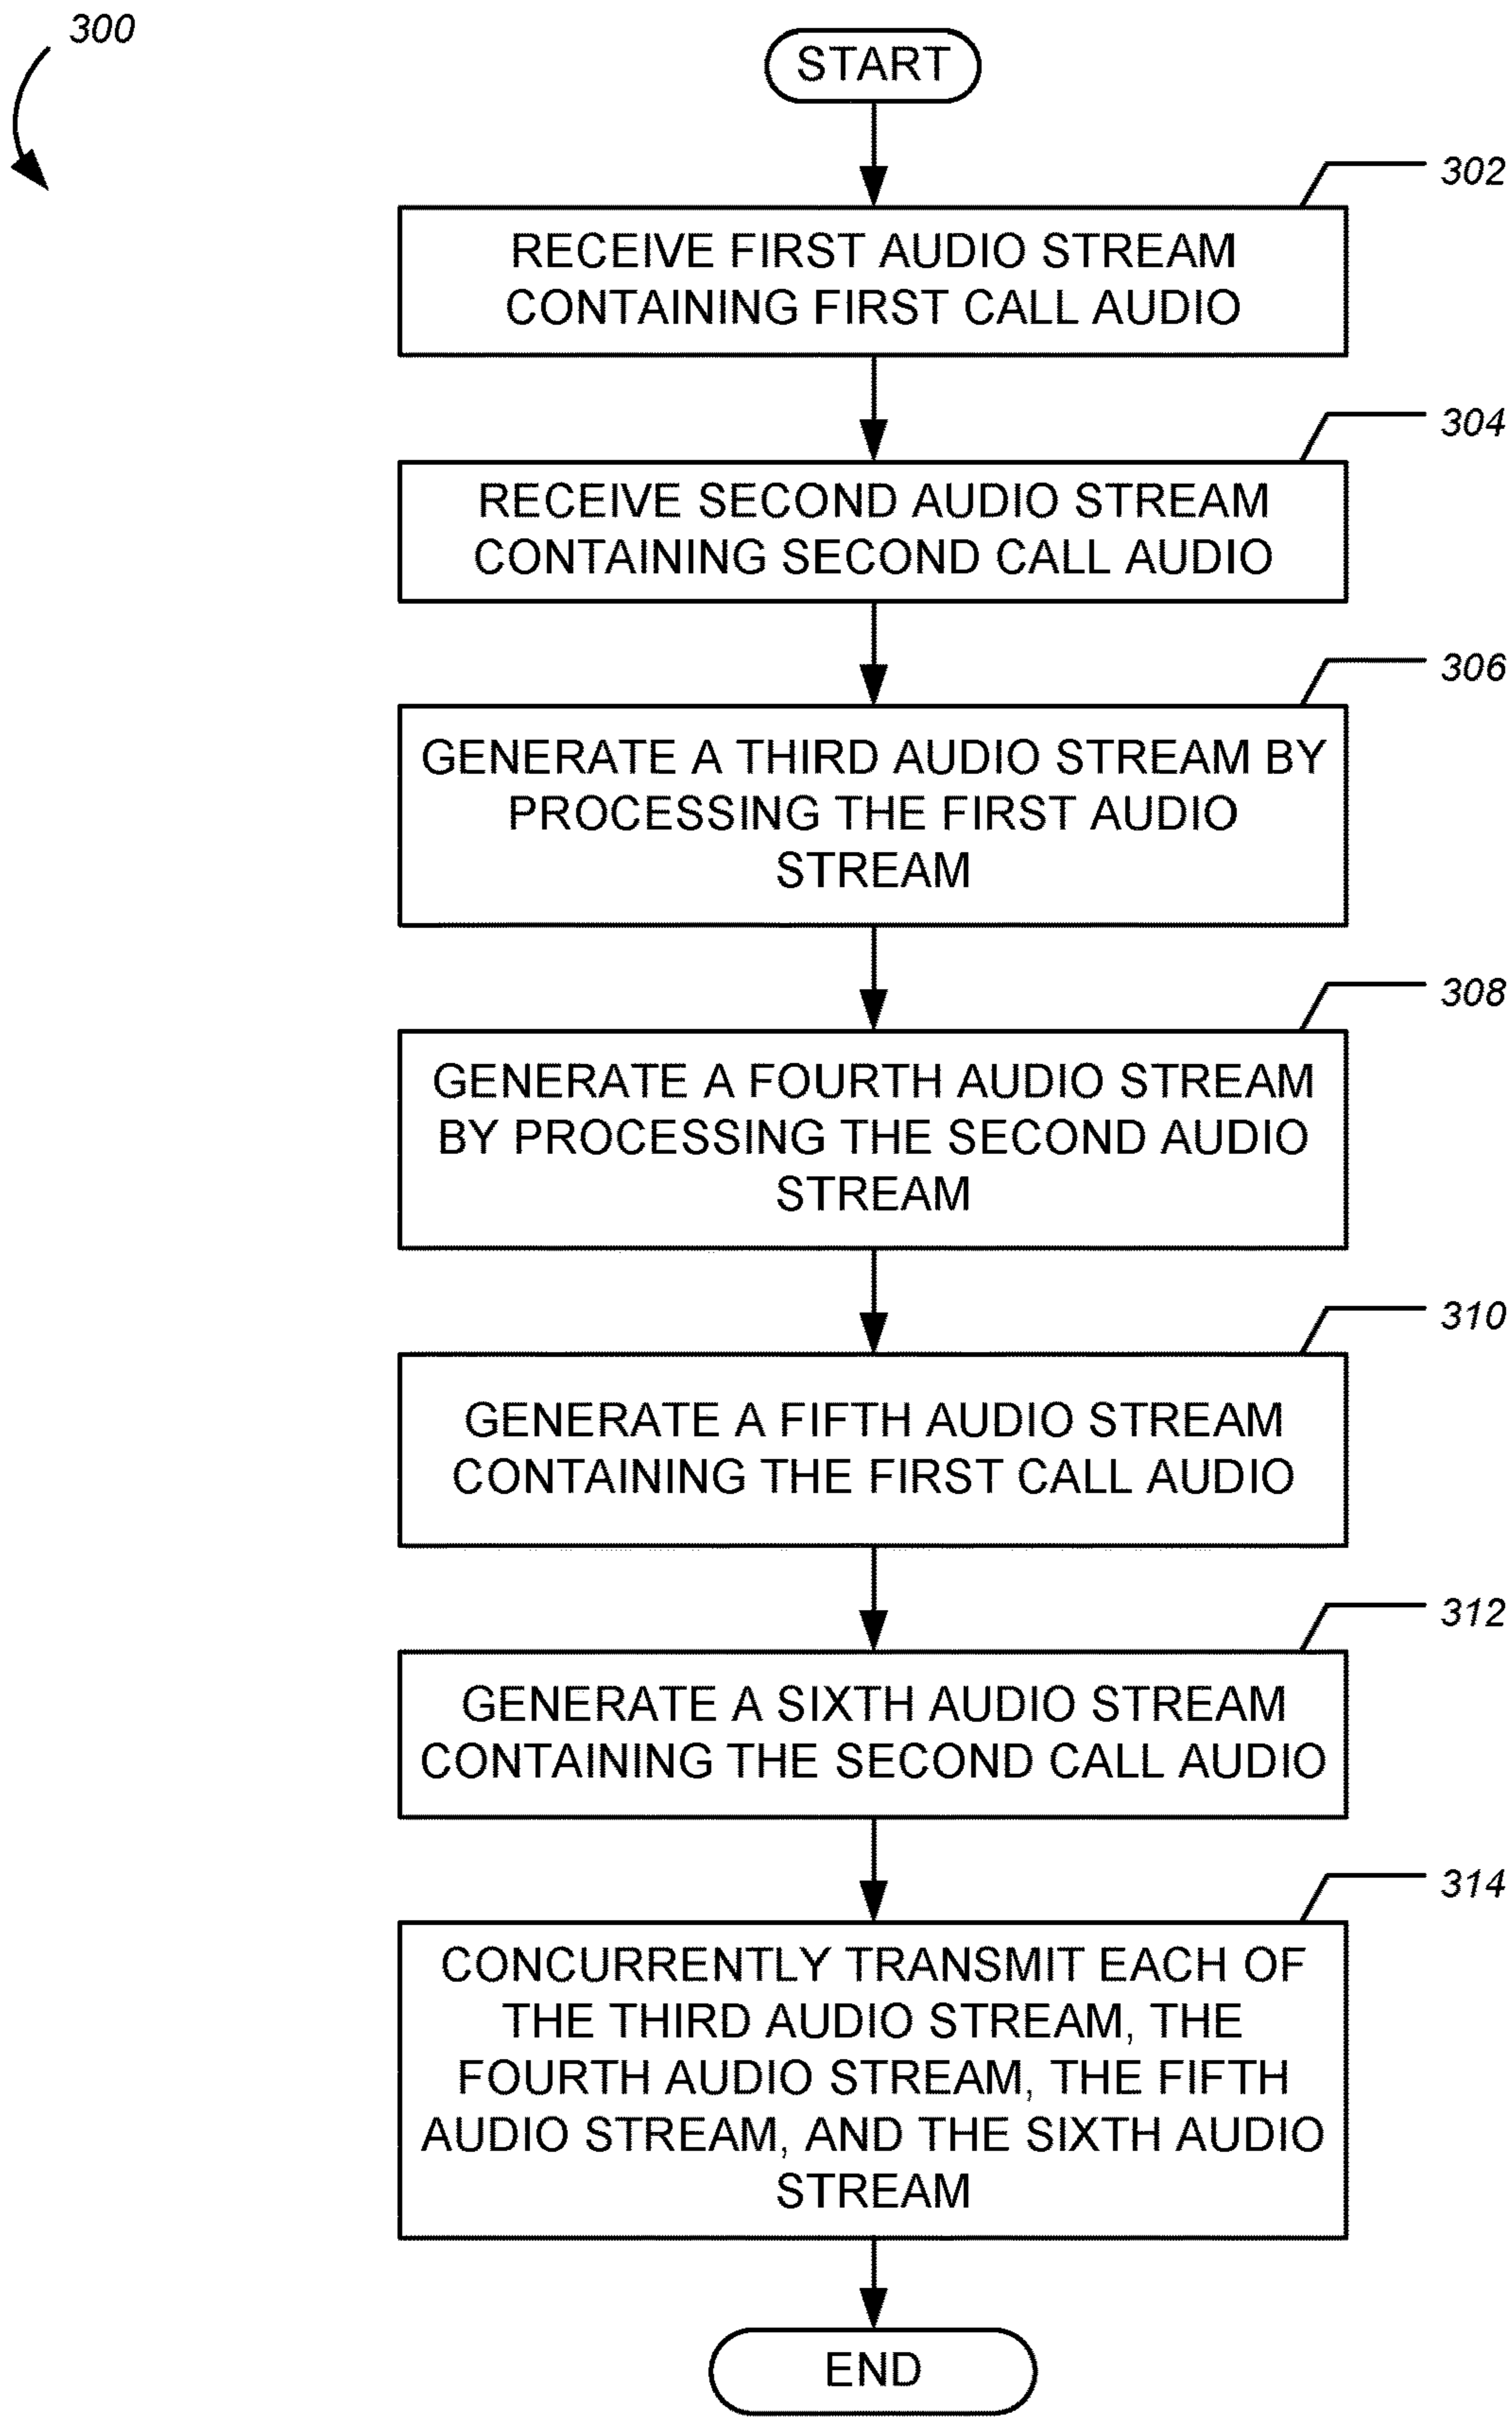 300
START
302
RECEIVE FIRST AUDIO STREAM
CONTAINING FIRST CALL AUDIO
304
RECEIVE SECOND AUDIO STREAM
CONTAINING SECOND CALL AUDIO
306
GENERATE A THIRD AUDIO STREAM BY
PROCESSING THE FIRST AUDIO
STREAM
308
GENERATE A FOURTH AUDIO STREAM
BY PROCESSING THE SECOND AUDIO
STREAM
310
GENERATE A FIFTH AUDIO STREAM
CONTAINING THE FIRST CALL AUDIO
312
GENERATE A SIXTH AUDIO STREAM
CONTAINING THE SECOND CALL AUDIO
314
CONCURRENTLY TRANSMIT EACH OF
THE THIRD AUDIO STREAM, THE
FOURTH AUDIO STREAM, THE FIFTH
AUDIO STREAM, AND THE SIXTH AUDIO
STREAM
END